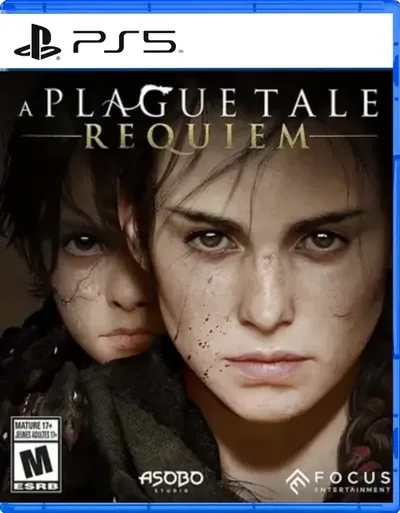 PS5
A PLAGUE TALE
REQUIEM
MATURE 17+
JEUNES ADULTES 17+
M
ESRB
ASOBO
STUDIO
FOCUS
ENTERTAINMENT